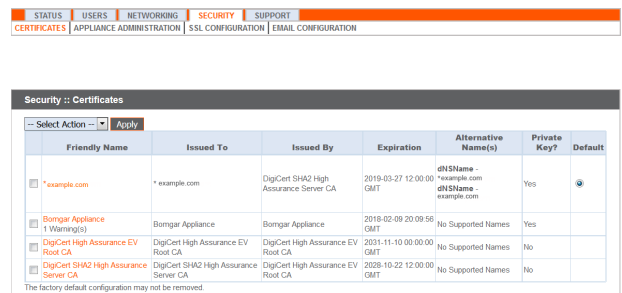 STATUS USERS NETWORKING SECURITY SUPPORT
CERTIFICATES APPLIANCE ADMINISTRATION SSL CONFIGURATION EMAIL CONFIGURATION
Security :: Certificates
-- Select Action -- Apply
Friendly Name Issued To Issued By Expiration Alternative Name(s) Private Key? Default
*example.com * example.com DigiCert SHA2 High Assurance Server CA 2019-03-27 12:00:00 GMT dNSName - *example.com dNSName - example.com Yes
Bomgar Appliance 1 Warning(s) Bomgar Appliance Bomgar Appliance 2018-02-09 20:09:56 GMT No Supported Names Yes
DigiCert High Assurance EV Root CA DigiCert High Assurance EV Root CA DigiCert High Assurance EV Root CA 2031-11-10 00:00:00 GMT No Supported Names No
DigiCert SHA2 High Assurance Server CA DigiCert SHA2 High Assurance Server CA DigiCert High Assurance EV Root CA 2028-10-22 12:00:00 GMT No Supported Names No
The factory default configuration may not be removed.